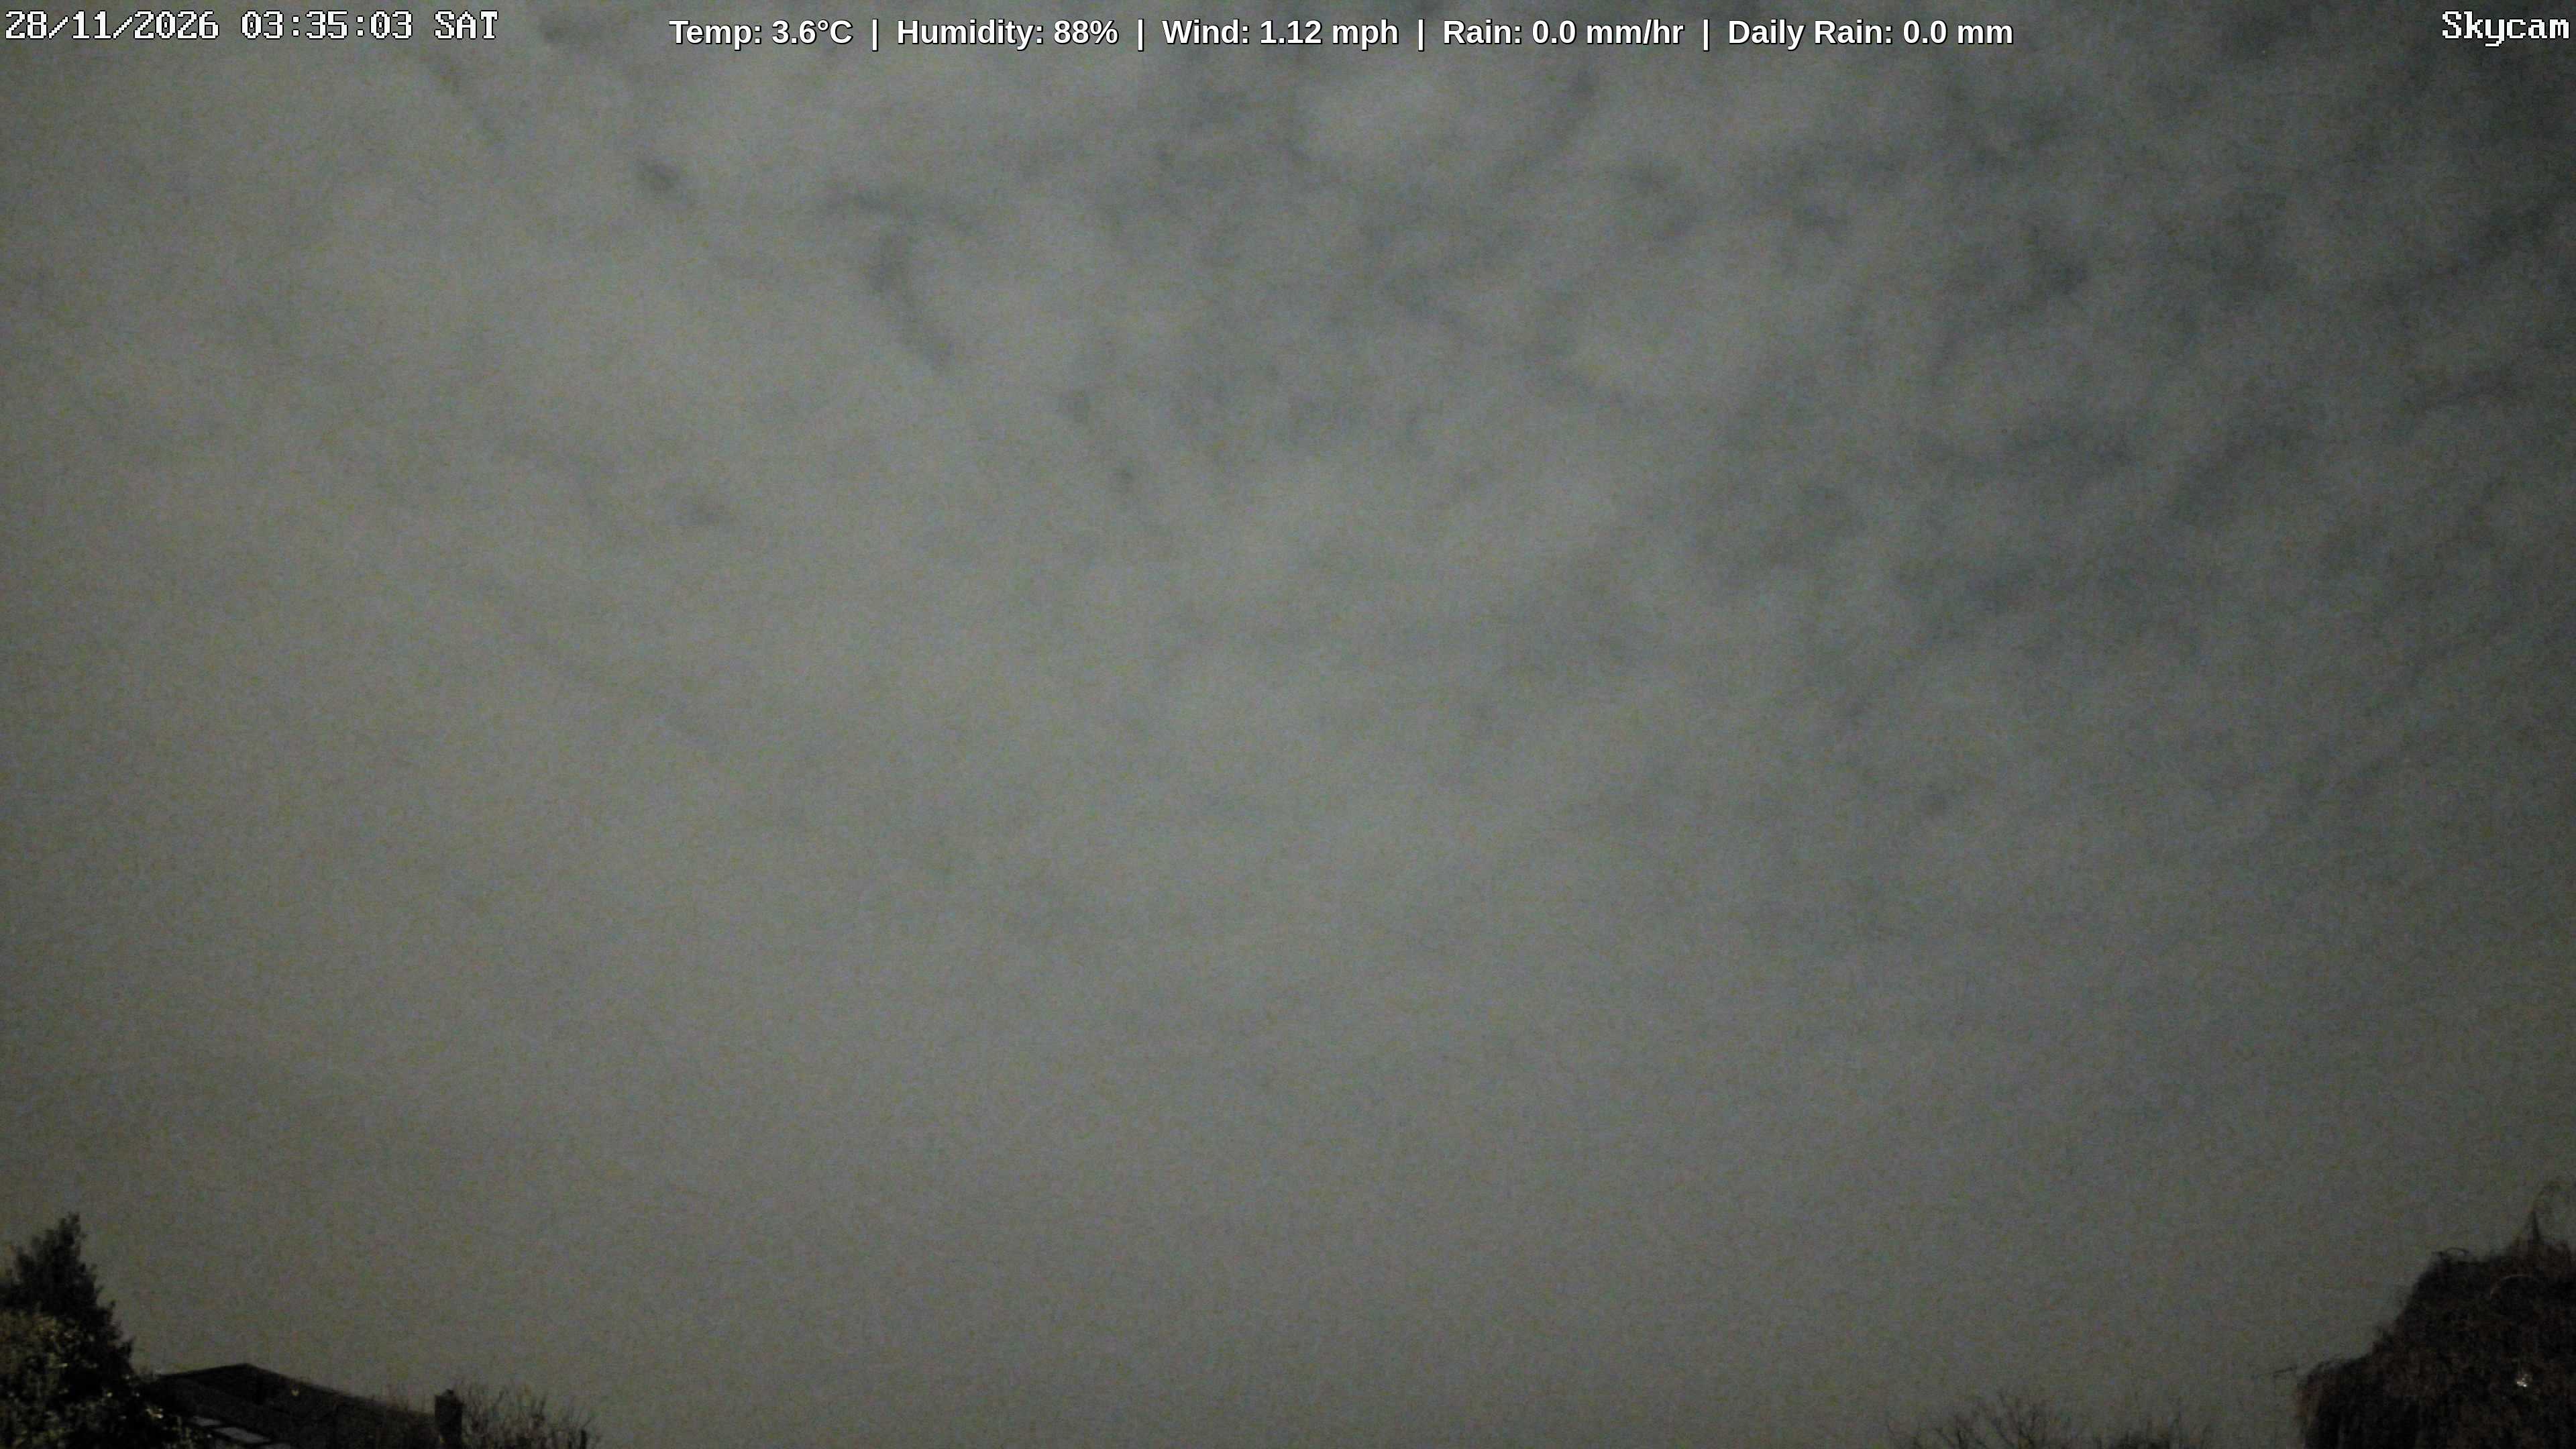 28/11/2026 03:35:03 SAT
Temp: 3.6°C | Humidity: 88% | Wind: 1.12 mph | Rain: 0.0 mm/hr | Daily Rain: 0.0 mm
Skycam